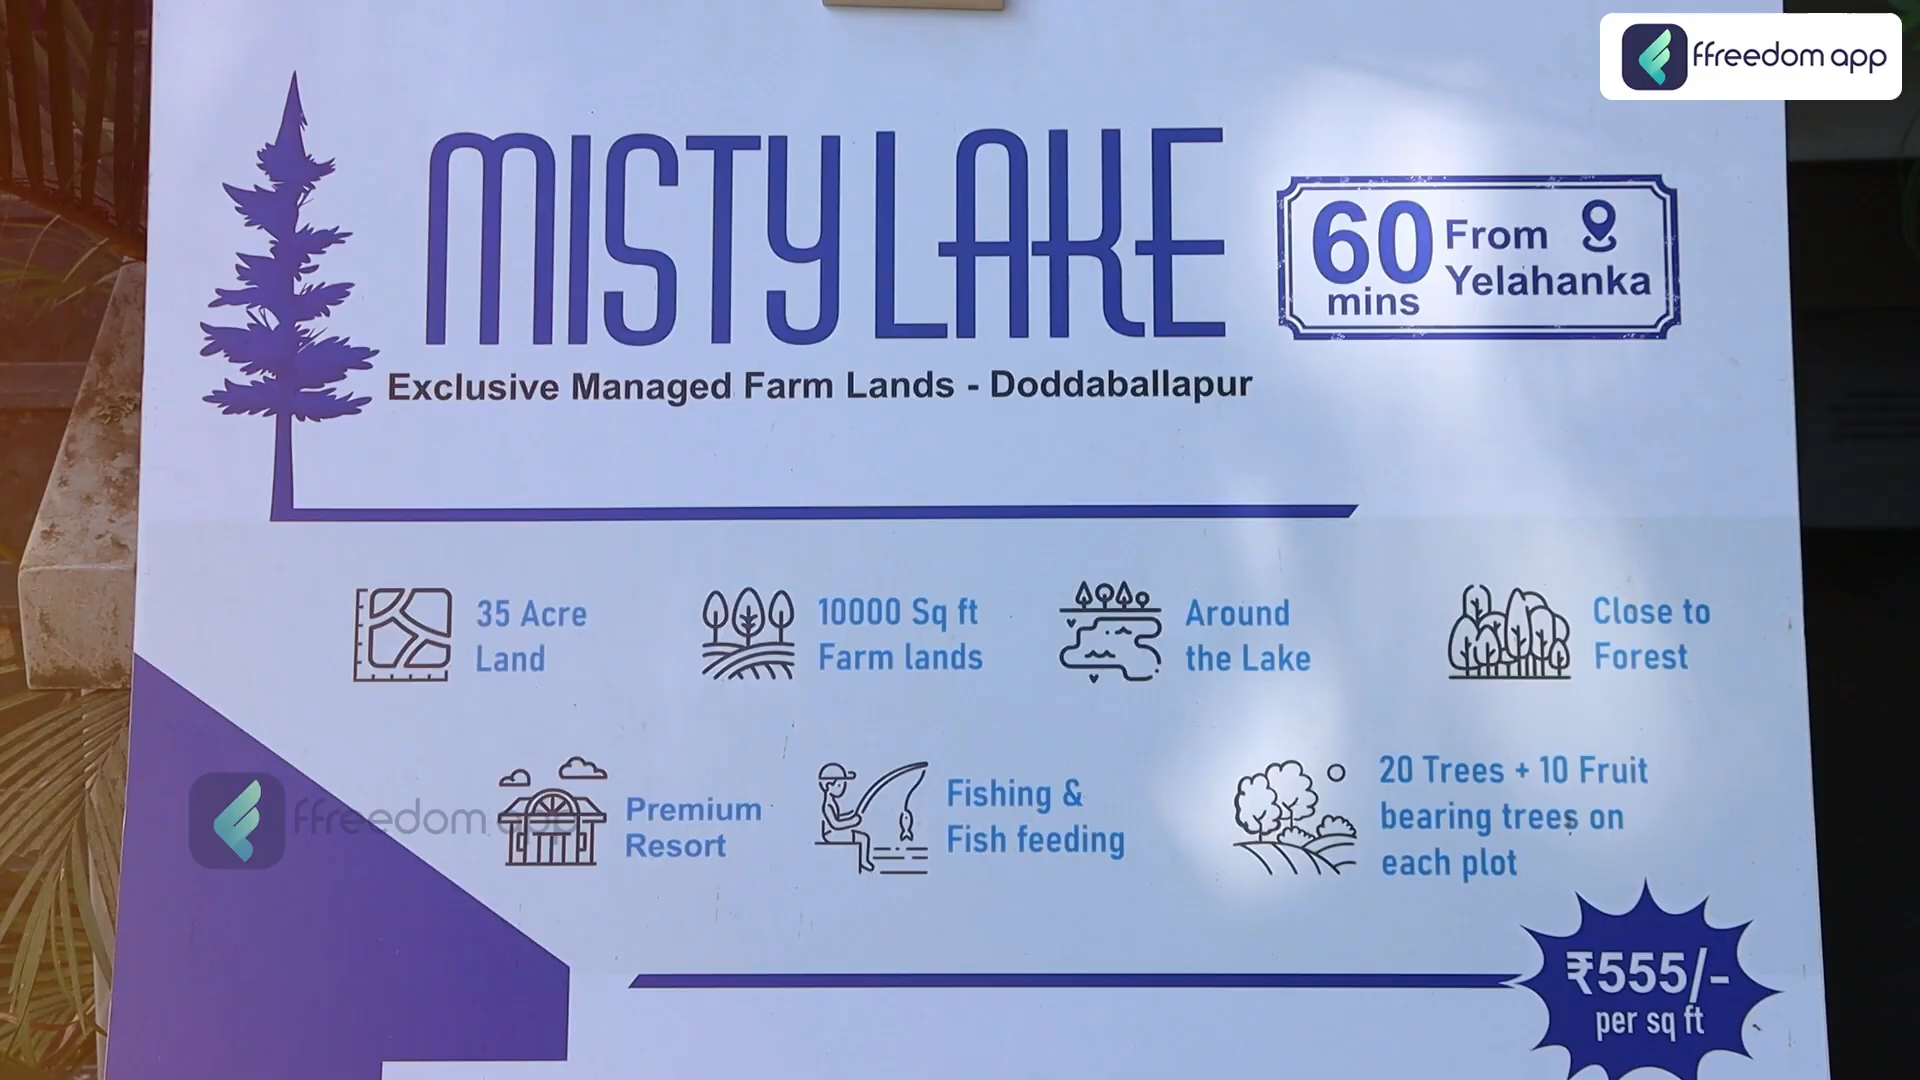 ffreedom app
MISTY LAKE
60 mins From Yelahanka
Exclusive Managed Farm Lands - Doddaballapur
35 Acre
Land
10000 Sq ft
Farm lands
Around
the Lake
Close to
Forest
Premium
Resort
Fishing &
Fish feeding
20 Trees + 10 Fruit
bearing trees on
each plot
ffreedom app
₹555/-
per sq ft